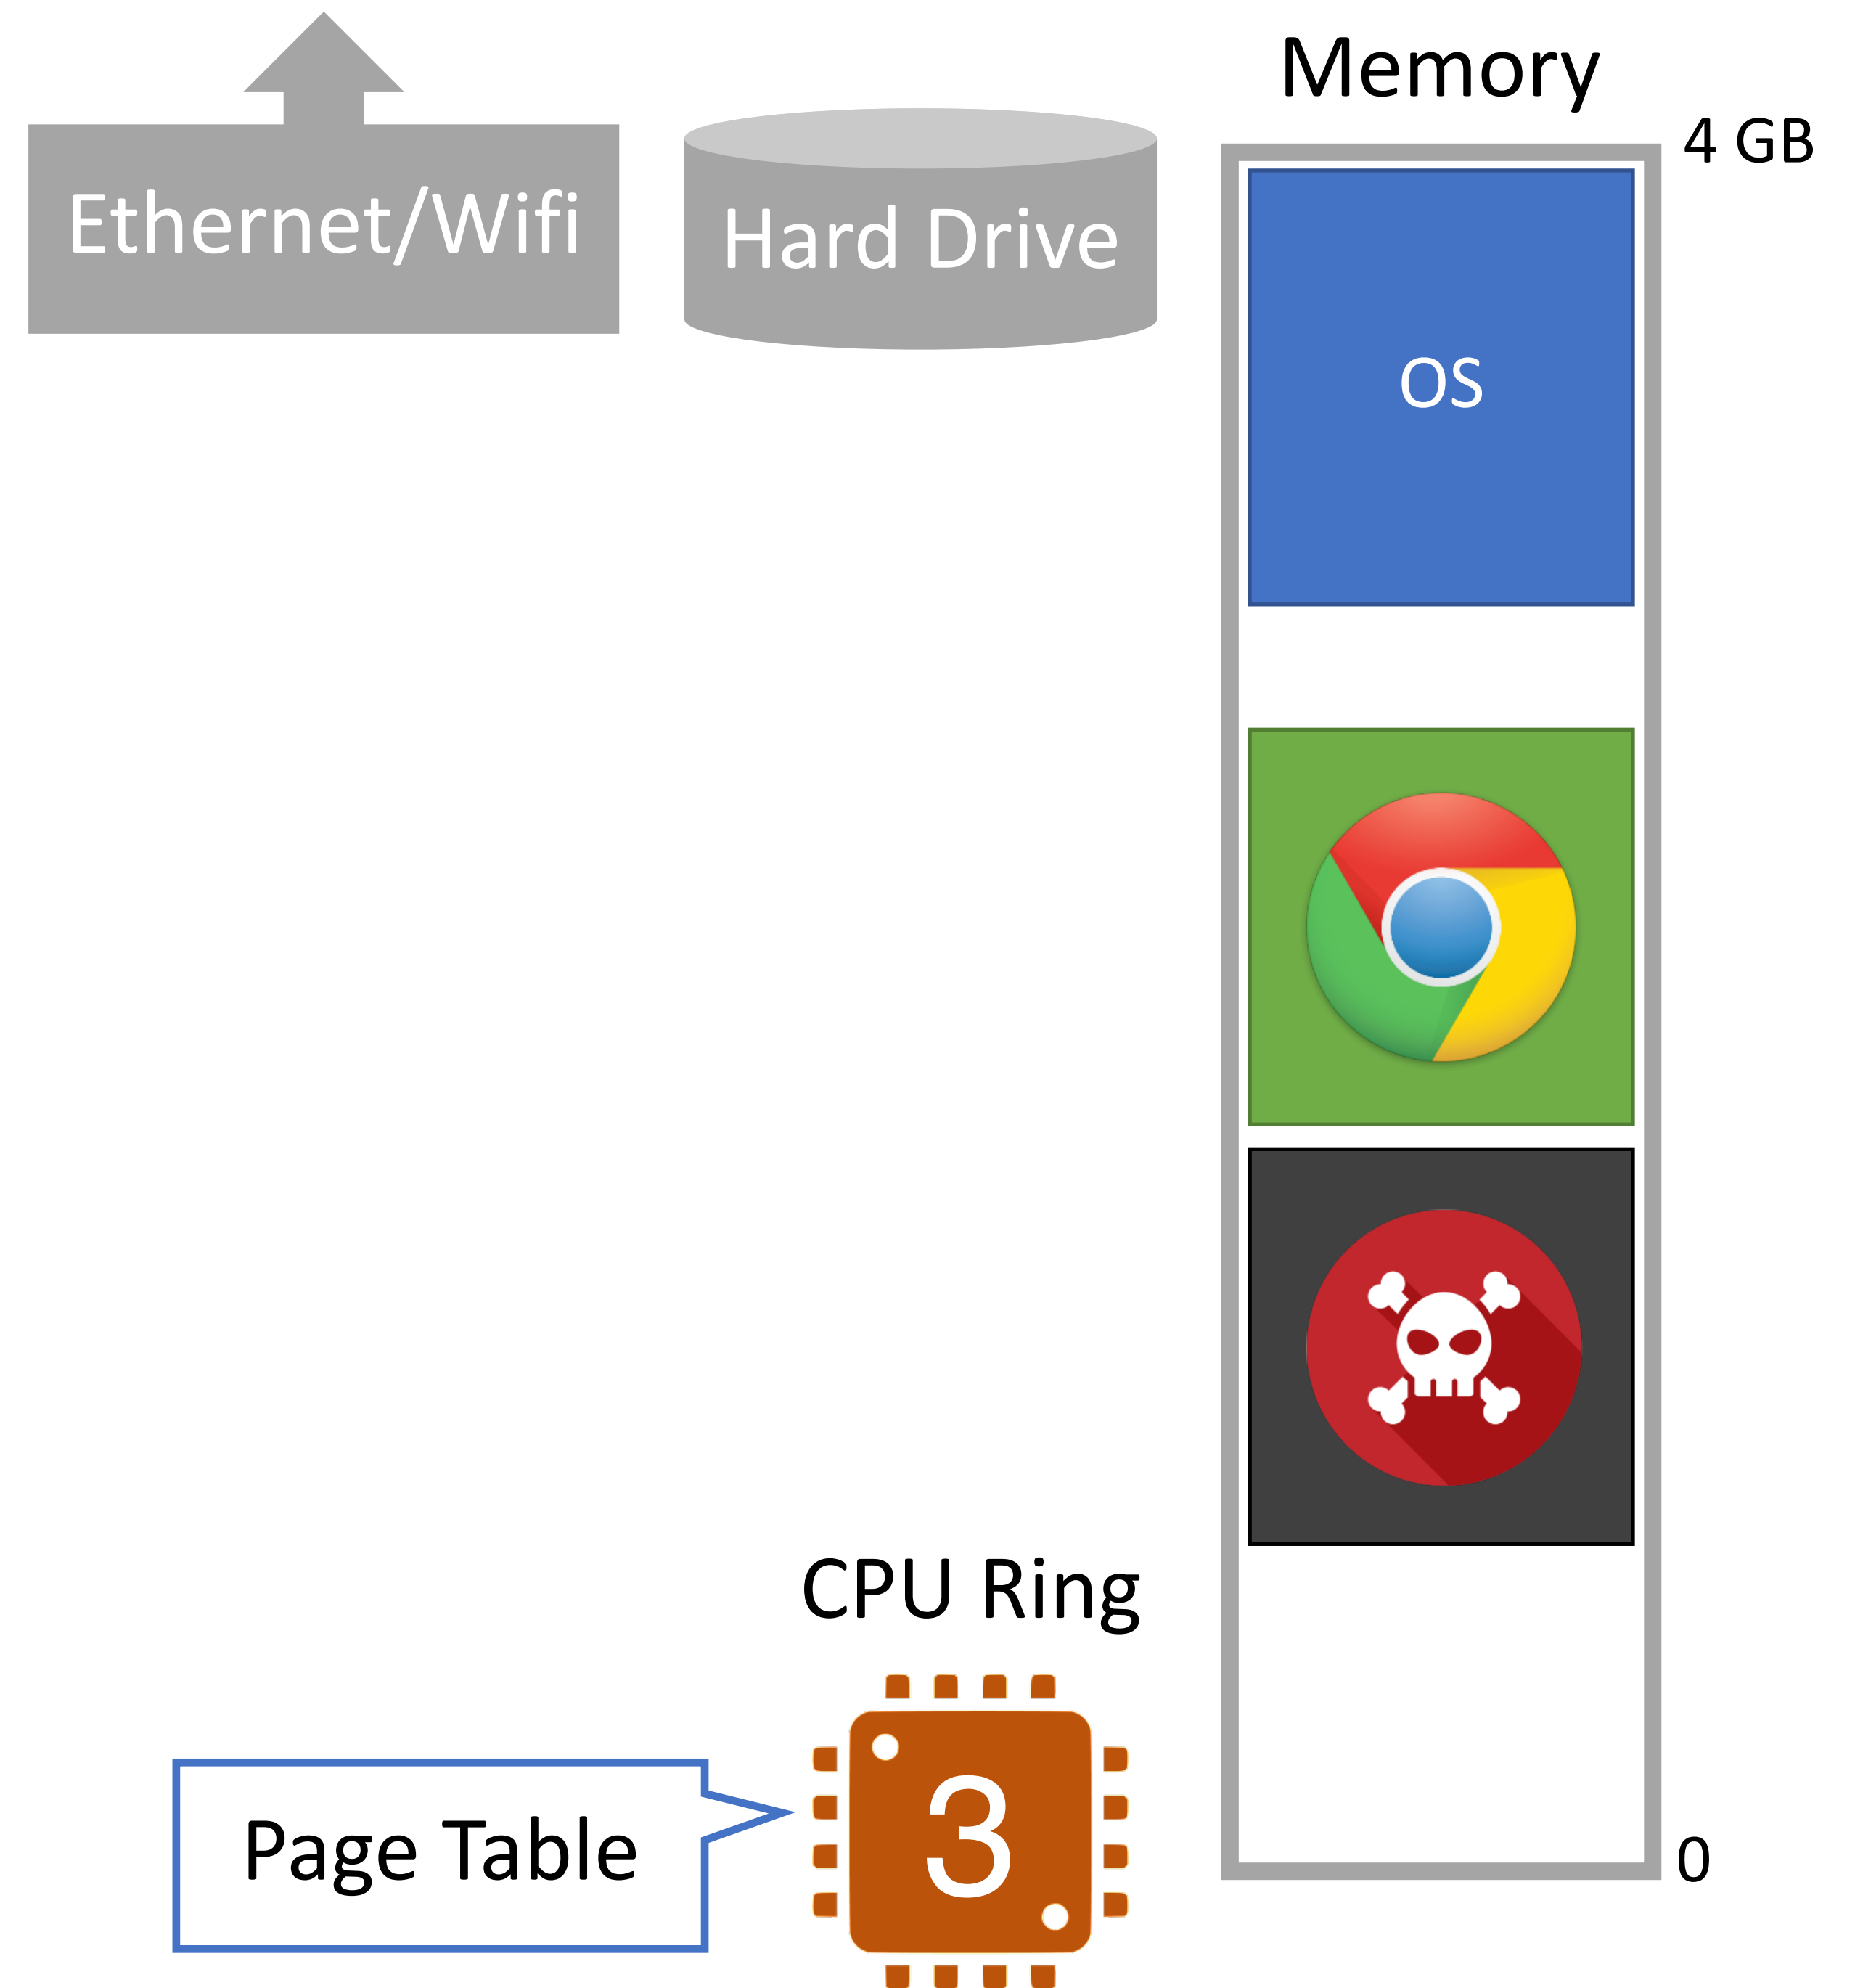 Memory
4 GB
Ethernet/Wifi
Hard Drive
OS
CPU Ring
3
Page Table
0